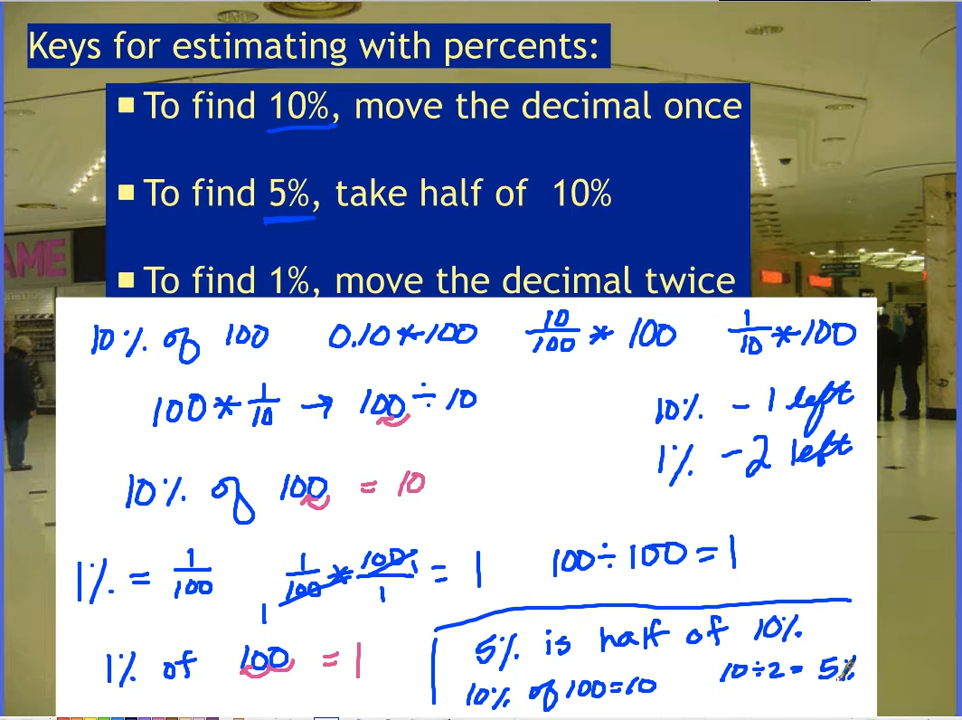 Keys for estimating with percents:
To find 10%, move the decimal once
To find 5%, take half of 10%
To find 1%, move the decimal twice
AME
10% of 100 0.10*100 10/100 * 100 1/10 *100
100 * 1/10 → 100 ÷ 10
10% - 1 left
1% - 2 left
10% of 100 = 10
1% = 1/100 1/100 1 * 100 1/1 = 1 100 ÷ 100 = 1
1% of 100 = 1
5% is half of 10%.
10% of 100=10 10÷2 = 5%